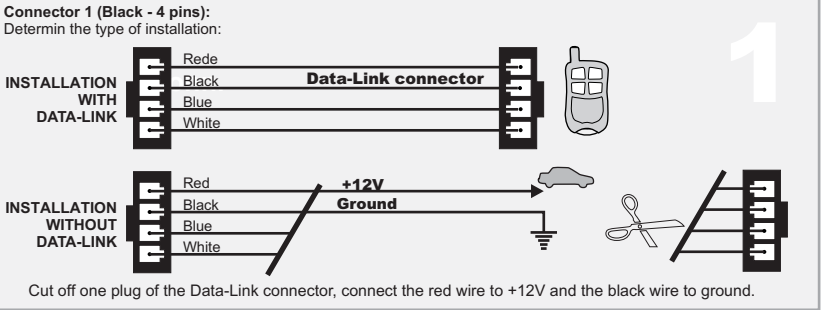 Connector 1 (Black - 4 pins):
Determin the type of installation:
1
INSTALLATION
WITH
DATA-LINK
Rede
Black
Blue
White
Data-Link connector
INSTALLATION
WITHOUT
DATA-LINK
Red
Black
Blue
White
+12V
Ground
Cut off one plug of the Data-Link connector, connect the red wire to +12V and the black wire to ground.